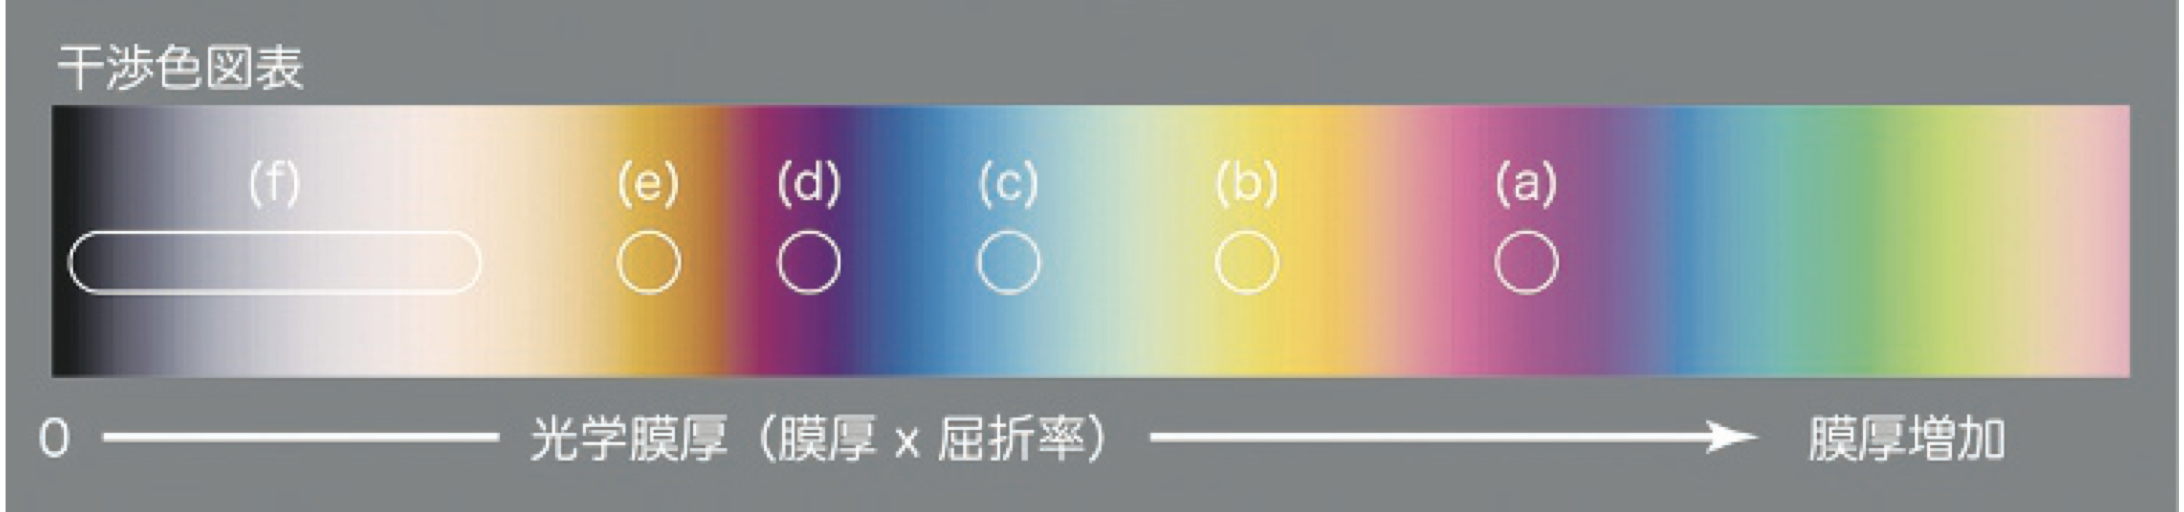 干渉色図表
(f) (e) (d) (c) (b) (a)
0 光学膜厚（膜厚 x 屈折率） 膜厚増加